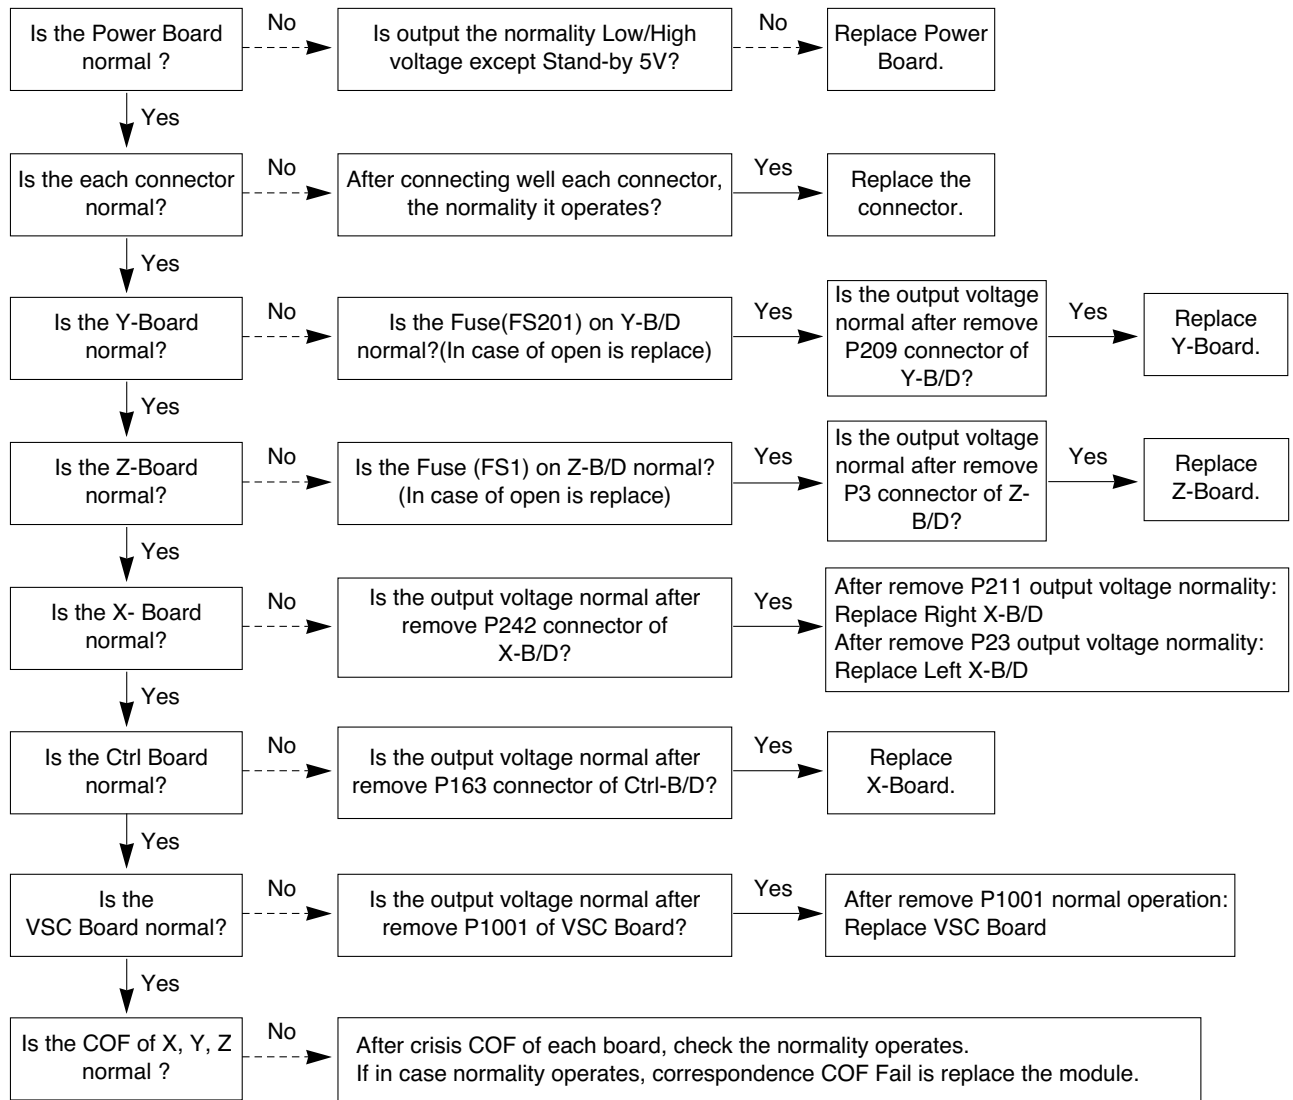 Is the Power Board
normal ?
No
Is output the normality Low/High
voltage except Stand-by 5V?
No
Replace Power
Board.
Yes
Is the each connector
normal?
No
After connecting well each connector,
the normality it operates?
Yes
Replace the
connector.
Yes
Is the Y-Board
normal?
No
Is the Fuse(FS201) on Y-B/D
normal?(In case of open is replace)
Yes
Is the output voltage
normal after remove
P209 connector of
Y-B/D?
Yes
Replace
Y-Board.
Yes
Is the Z-Board
normal?
No
Is the Fuse (FS1) on Z-B/D normal?
(In case of open is replace)
Yes
Is the output voltage
normal after remove
P3 connector of Z-
B/D?
Yes
Replace
Z-Board.
Yes
Is the X- Board
normal?
No
Is the output voltage normal after
remove P242 connector of
X-B/D?
Yes
After remove P211 output voltage normality:
Replace Right X-B/D
After remove P23 output voltage normality:
Replace Left X-B/D
Yes
Is the Ctrl Board
normal?
No
Is the output voltage normal after
remove P163 connector of Ctrl-B/D?
Yes
Replace
X-Board.
Yes
Is the
VSC Board normal?
No
Is the output voltage normal after
remove P1001 of VSC Board?
Yes
After remove P1001 normal operation:
Replace VSC Board
Yes
Is the COF of X, Y, Z
normal ?
No
After crisis COF of each board, check the normality operates.
If in case normality operates, correspondence COF Fail is replace the module.